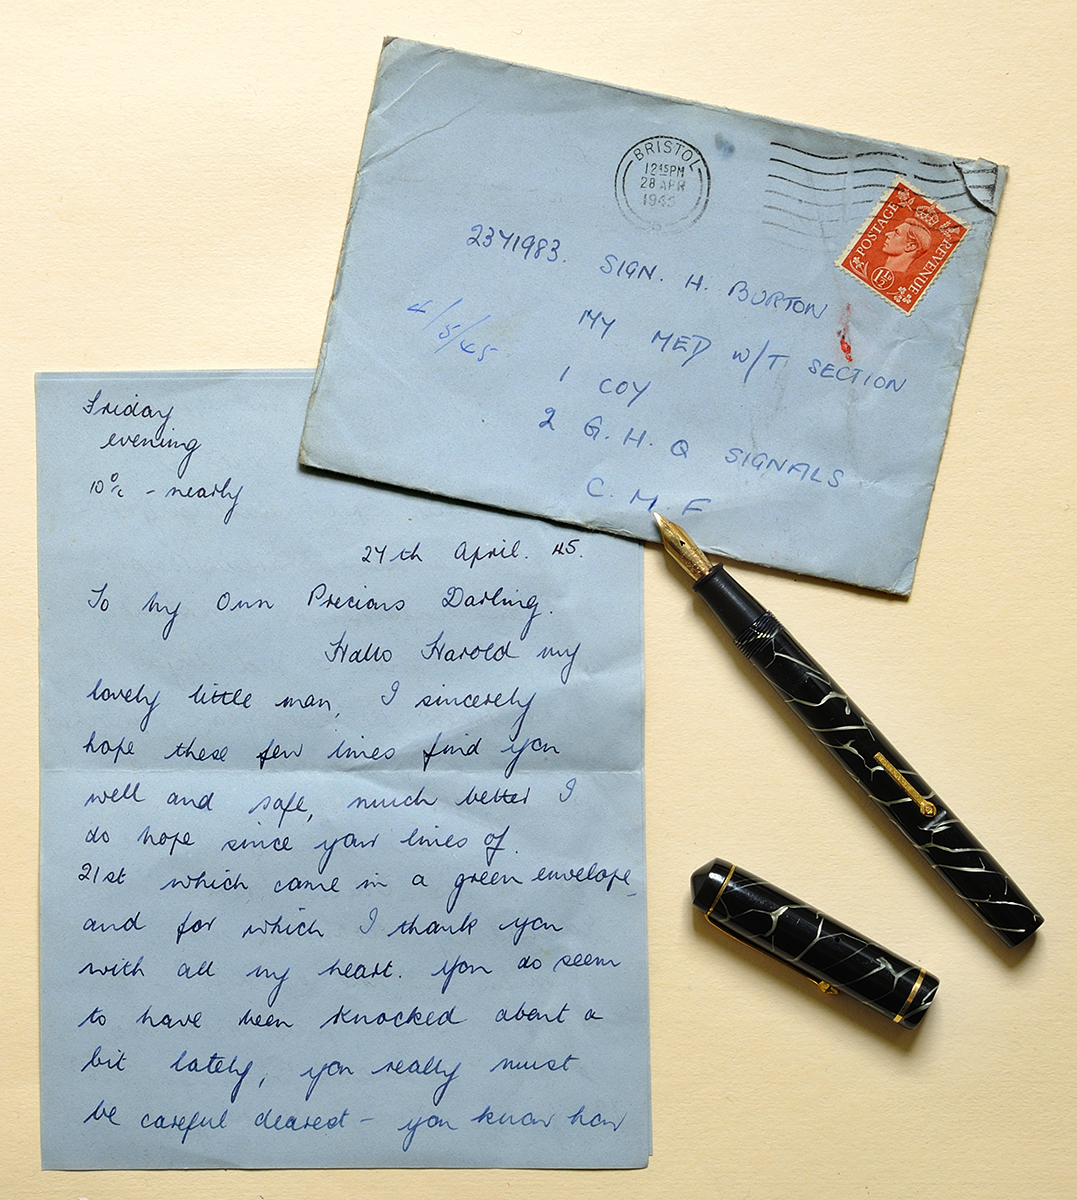 BRISTOL
12 45 PM
28 APR
1945
POSTAGE
REVENUE
1½D
2371983. SIGN. H. BURTON
MY MED W/T SECTION
1 COY
2 G.H.Q SIGNALS
C. M F
4/5/45
Friday
evening
10 o/c - nearly
27th April. 45.
To my Own Precious Darling.
Hallo Harold my
lovely little man, I sincerely
hope these few lines find you
well and safe, much better I
do hope since your lines of
21st which came in a green envelope
and for which I thank you
with all my heart. You do seem
to have been knocked about a
bit lately, you really must
be careful dearest - you know how